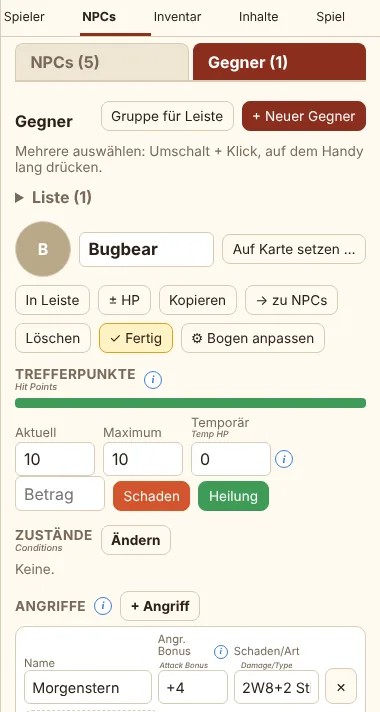 Spieler NPCs Inventar Inhalte Spiel
NPCs (5) Gegner (1)
Gegner Gruppe für Leiste + Neuer Gegner
Mehrere auswählen: Umschalt + Klick, auf dem Handy
lang drücken.
▶ Liste (1)
B Bugbear Auf Karte setzen ...
In Leiste ± HP Kopieren → zu NPCs
Löschen ✓ Fertig ⚙ Bogen anpassen
TREFFERPUNKTE i
Hit Points
Aktuell Maximum Temporär
Temp HP
10 10 0 i
Betrag Schaden Heilung
ZUSTÄNDE Ändern
Conditions
Keine.
ANGRIFFE i + Angriff
Name Angr. Bonus i Schaden/Art
Attack Bonus Damage/Type
Morgenstern +4 2W8+2 St ×